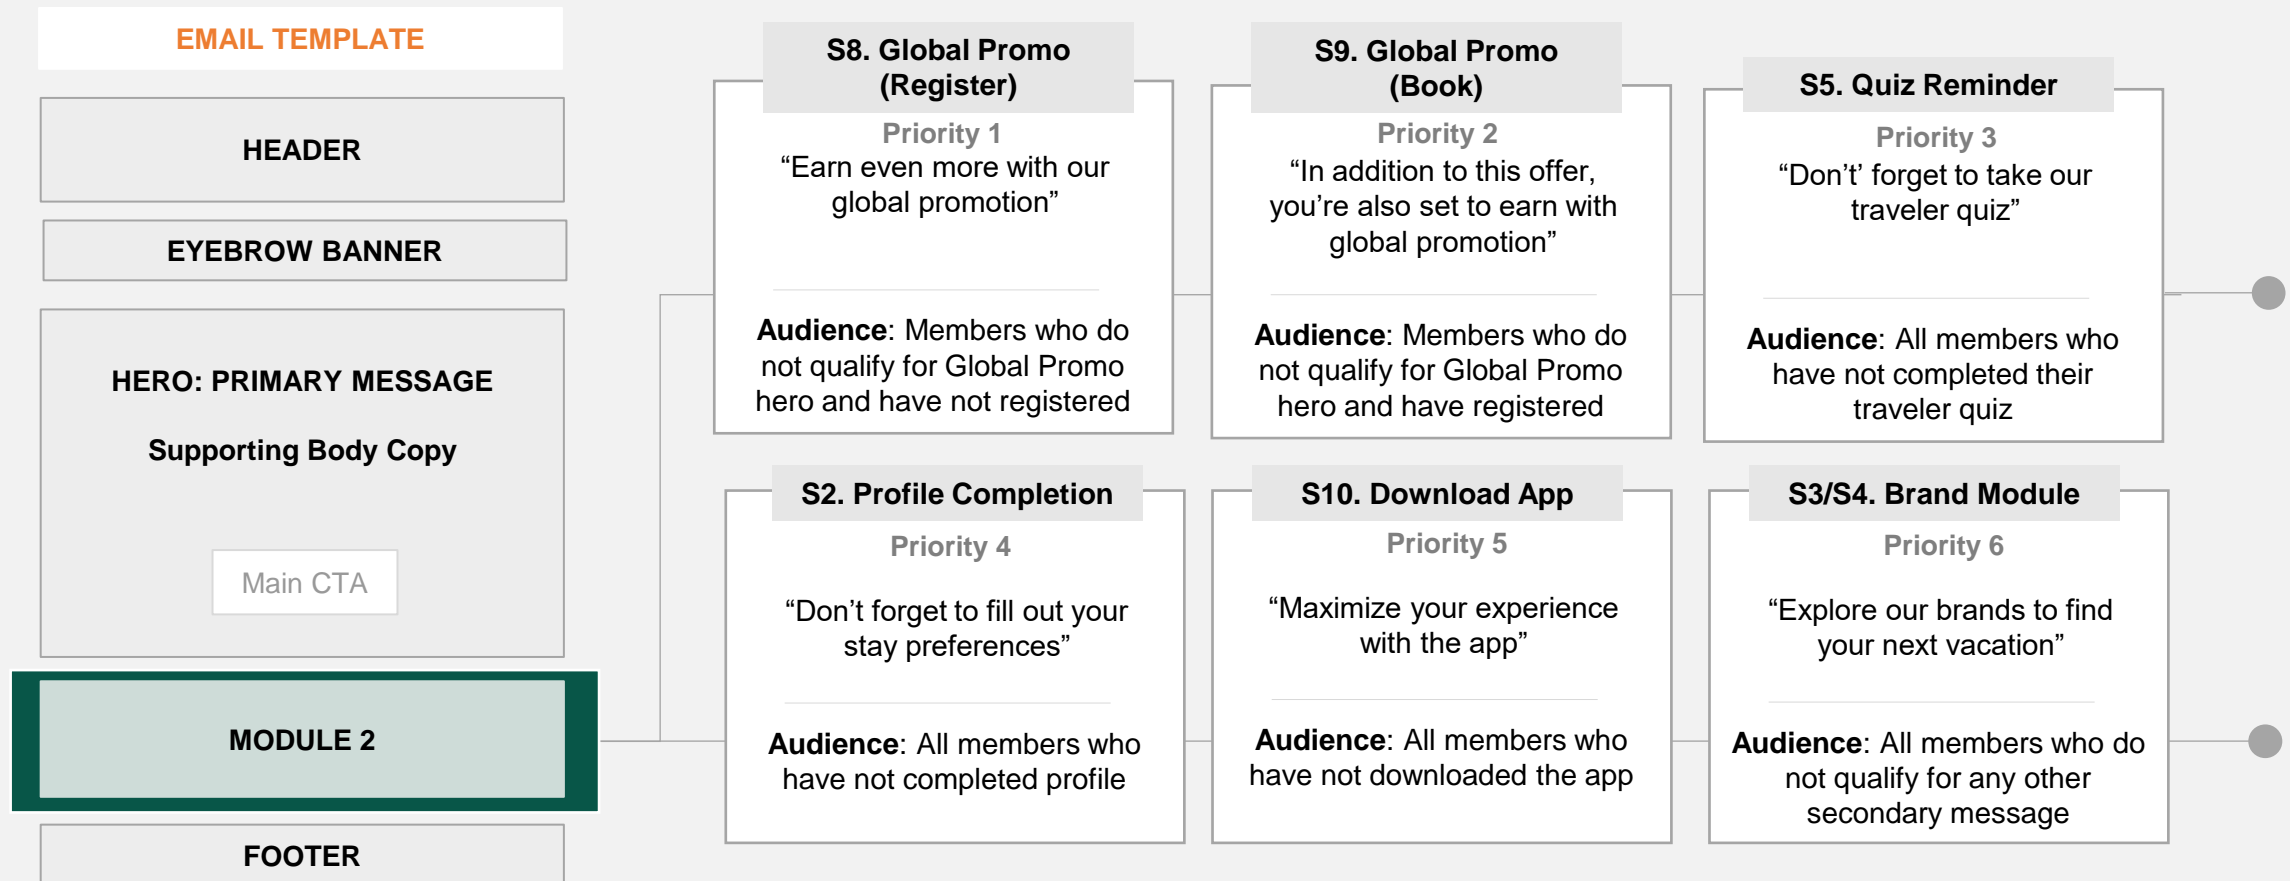 EMAIL TEMPLATE
HEADER
EYEBROW BANNER
HERO: PRIMARY MESSAGE
Supporting Body Copy
Main CTA
MODULE 2
FOOTER
S8. Global Promo
(Register)
Priority 1
“Earn even more with our
global promotion”
Audience: Members who do
not qualify for Global Promo
hero and have not registered
S9. Global Promo
(Book)
Priority 2
“In addition to this offer,
you’re also set to earn with
global promotion”
Audience: Members who do
not qualify for Global Promo
hero and have registered
S5. Quiz Reminder
Priority 3
“Don’t’ forget to take our
traveler quiz”
Audience: All members who
have not completed their
traveler quiz
S2. Profile Completion
Priority 4
“Don’t forget to fill out your
stay preferences”
Audience: All members who
have not completed profile
S10. Download App
Priority 5
“Maximize your experience
with the app”
Audience: All members who
have not downloaded the app
S3/S4. Brand Module
Priority 6
“Explore our brands to find
your next vacation”
Audience: All members who do
not qualify for any other
secondary message